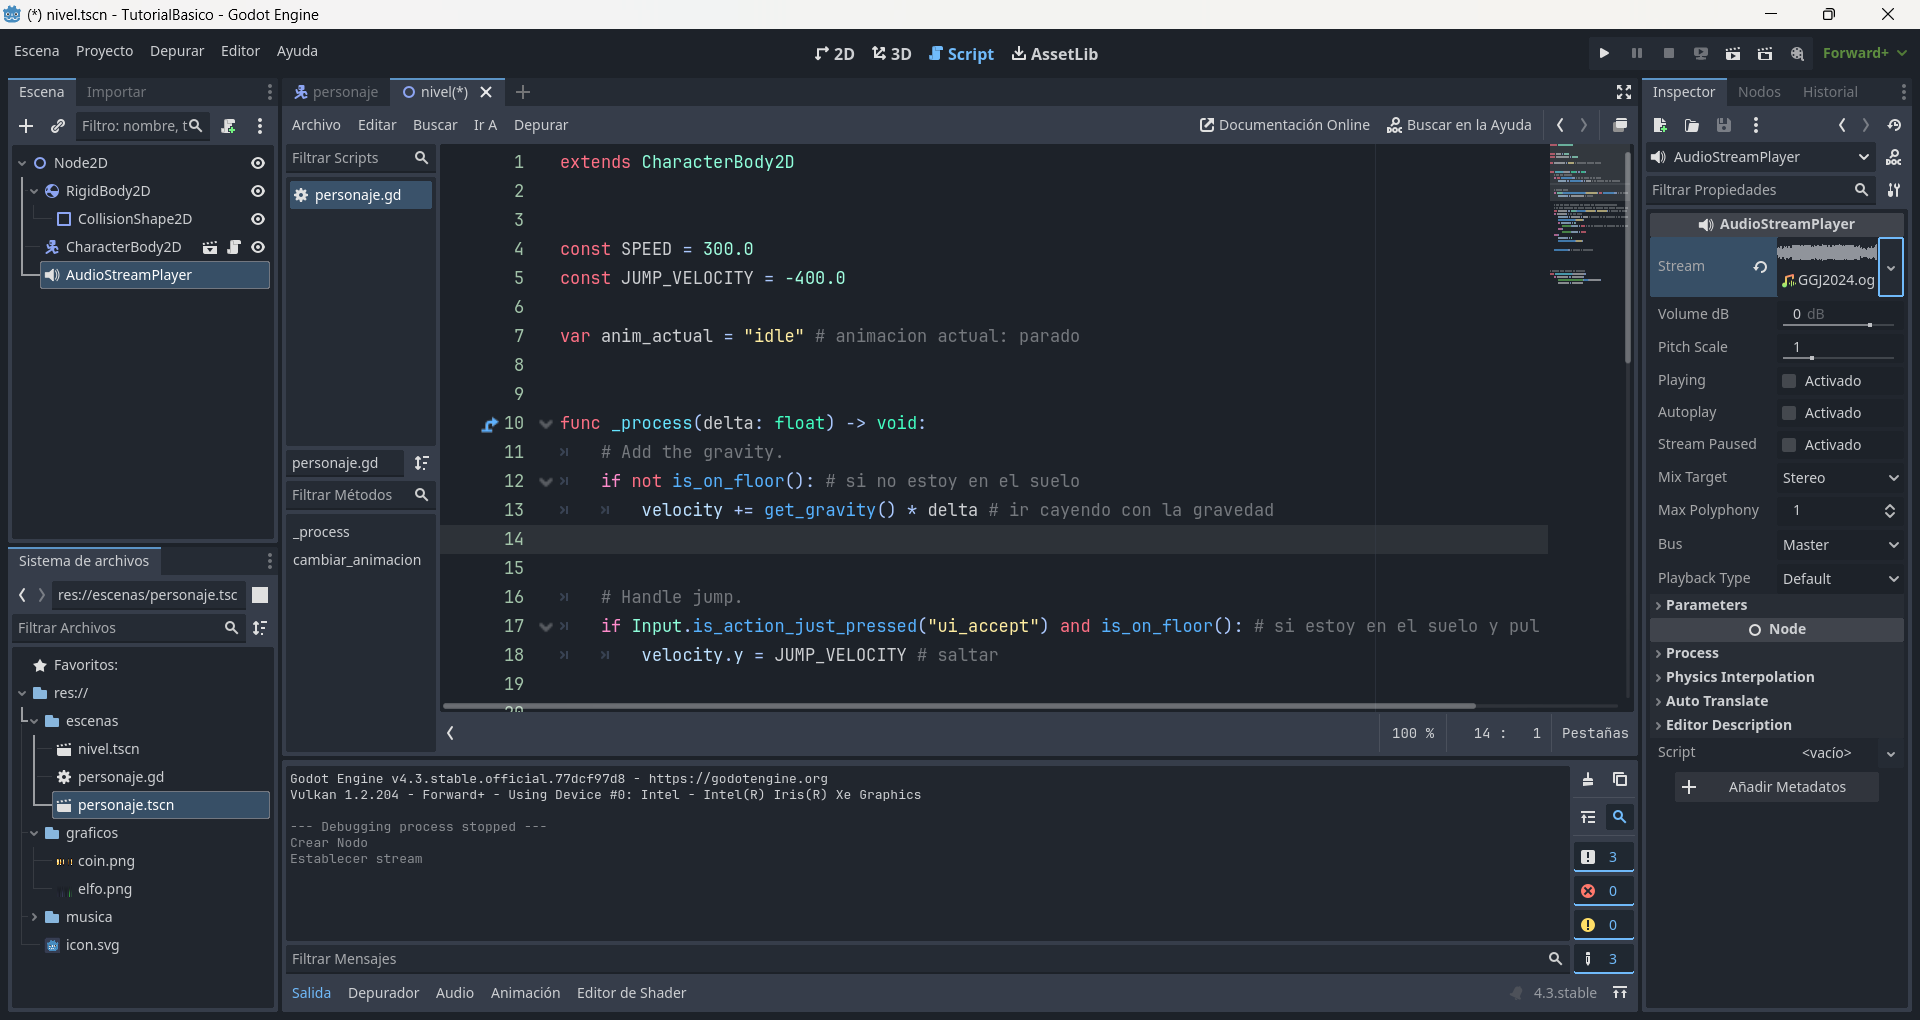 (*) nivel.tscn - TutorialBasico - Godot Engine
Escena Proyecto Depurar Editor Ayuda
2D 3D Script AssetLib
Forward+
Escena Importar
Filtro: nombre, t
Node2D
RigidBody2D
CollisionShape2D
CharacterBody2D
AudioStreamPlayer
Sistema de archivos
res://escenas/personaje.tsc
Filtrar Archivos
Favoritos:
res://
escenas
nivel.tscn
personaje.gd
personaje.tscn
graficos
coin.png
elfo.png
musica
icon.svg
personaje nivel(*)
Archivo Editar Buscar Ir A Depurar
Documentación Online Buscar en la Ayuda
Filtrar Scripts
personaje.gd
personaje.gd
Filtrar Métodos
_process
cambiar_animacion
1 extends CharacterBody2D
2
3
4 const SPEED = 300.0
5 const JUMP_VELOCITY = -400.0
6
7 var anim_actual = "idle" # animacion actual: parado
8
9
10 func _process(delta: float) -> void:
11 # Add the gravity.
12 if not is_on_floor(): # si no estoy en el suelo
13 velocity += get_gravity() * delta # ir cayendo con la gravedad
14
15
16 # Handle jump.
17 if Input.is_action_just_pressed("ui_accept") and is_on_floor(): # si estoy en el suelo y pul
18 velocity.y = JUMP_VELOCITY # saltar
19
20
100 % 14 : 1 Pestañas
Godot Engine v4.3.stable.official.77dcf97d8 - https://godotengine.org
Vulkan 1.2.204 - Forward+ - Using Device #0: Intel - Intel(R) Iris(R) Xe Graphics
--- Debugging process stopped ---
Crear Nodo
Establecer stream
3
0
0
3
Filtrar Mensajes
Salida Depurador Audio Animación Editor de Shader
4.3.stable
Inspector Nodos Historial
AudioStreamPlayer
Filtrar Propiedades
AudioStreamPlayer
Stream GGJ2024.og
Volume dB 0 dB
Pitch Scale 1
Playing Activado
Autoplay Activado
Stream Paused Activado
Mix Target Stereo
Max Polyphony 1
Bus Master
Playback Type Default
Parameters
Node
Process
Physics Interpolation
Auto Translate
Editor Description
Script <vacío>
Añadir Metadatos